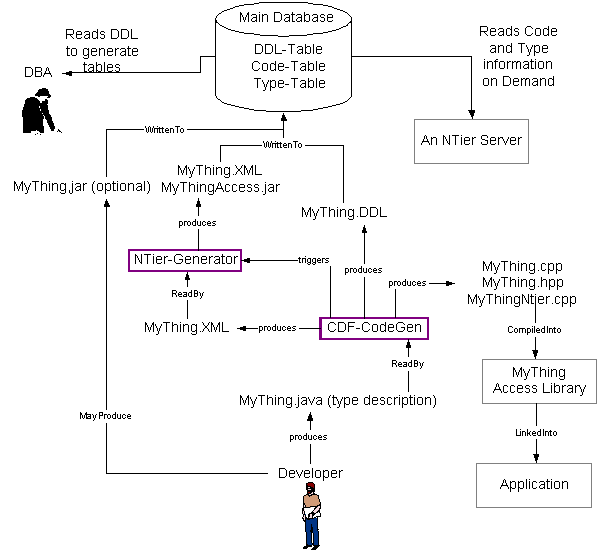 Main Database
DDL-Table
Code-Table
Type-Table
Reads DDL
to generate
tables
DBA
Reads Code
and Type
information
on Demand
An NTier Server
WrittenTo
WrittenTo
MyThing.jar (optional)
MyThing.XML
MyThingAccess.jar
MyThing.DDL
produces
NTier-Generator
triggers
produces
produces
MyThing.cpp
MyThing.hpp
MyThingNtier.cpp
ReadBy
MyThing.XML
produces
CDF-CodeGen
CompiledInto
ReadBy
MyThing
Access Library
MyThing.java (type description)
MayProduce
produces
LinkedInto
Developer
Application